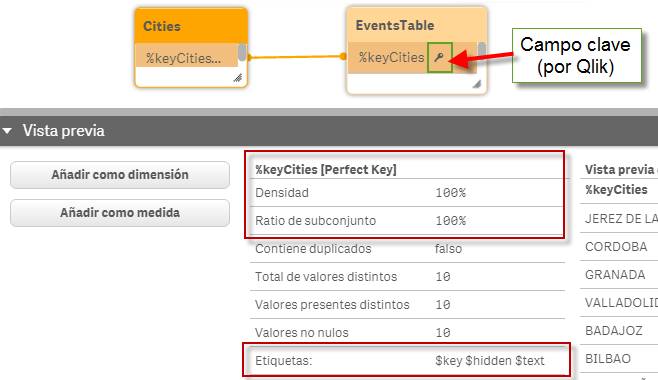 Cities
%keyCities...
EventsTable
%keyCities
Campo clave
(por Qlik)
Vista previa
Añadir como dimensión
Añadir como medida
%keyCities [Perfect Key]
Densidad 100%
Ratio de subconjunto 100%
Contiene duplicados falso
Total de valores distintos 10
Valores presentes distintos 10
Valores no nulos 10
Etiquetas: $key $hidden $text
Vista previa
%keyCities
JEREZ DE LA
CORDOBA
GRANADA
VALLADOLID
BADAJOZ
BILBAO